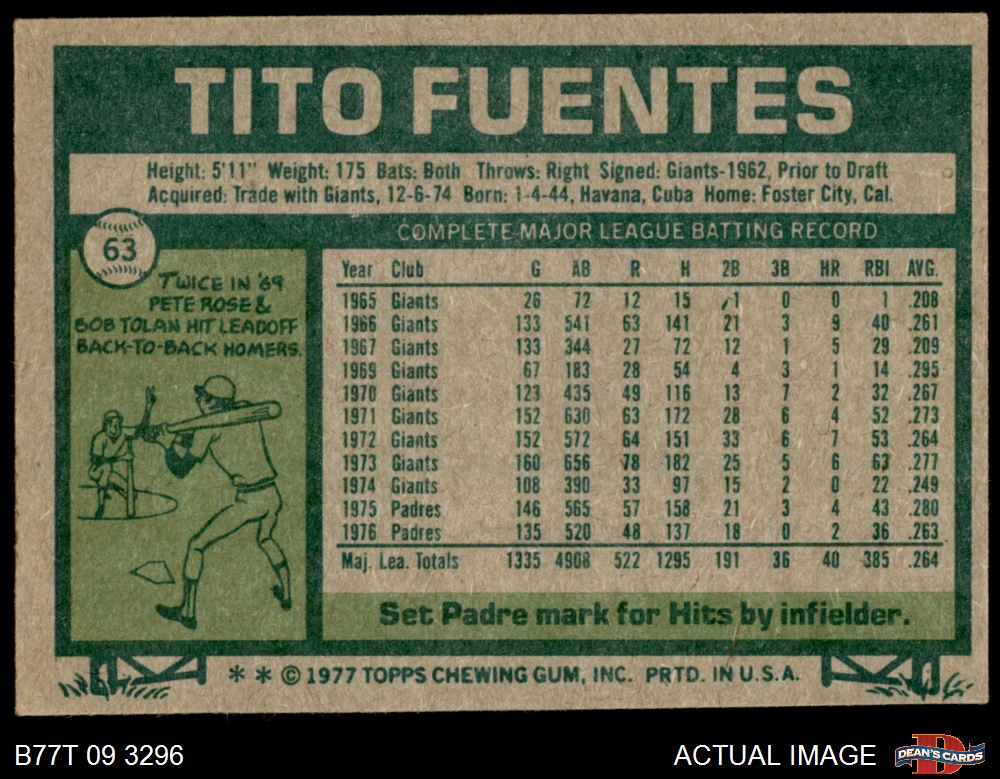 TITO FUENTES
Height: 5'11" Weight: 175 Bats: Both Throws: Right Signed: Giants-1962, Prior to Draft
Acquired: Trade with Giants, 12-6-74 Born: 1-4-44, Havana, Cuba Home: Foster City, Cal.
63
TWICE IN '69
PETE ROSE &
BOB TOLAN HIT LEADOFF
BACK-TO-BACK HOMERS.
COMPLETE MAJOR LEAGUE BATTING RECORD
Year Club G AB R H 2B 3B HR RBI AVG.
1965 Giants 26 72 12 15 1 0 0 1 .208
1966 Giants 133 541 63 141 21 3 9 40 .261
1967 Giants 133 344 27 72 12 1 5 29 .209
1969 Giants 67 183 28 54 4 3 1 14 .295
1970 Giants 123 435 49 116 13 7 2 32 .267
1971 Giants 152 630 63 172 28 6 4 52 .273
1972 Giants 152 572 64 151 33 6 7 53 .264
1973 Giants 160 656 78 182 25 5 6 63 .277
1974 Giants 108 390 33 97 15 2 0 22 .249
1975 Padres 146 565 57 158 21 3 4 43 .280
1976 Padres 135 520 48 137 18 0 2 36 .263
Maj. Lea. Totals 1335 4908 522 1295 191 36 40 385 .264
Set Padre mark for Hits by infielder.
* * © 1977 TOPPS CHEWING GUM, INC. PRTD. IN U.S.A.
B77T 09 3296
ACTUAL IMAGE
D
DEAN'S CARDS